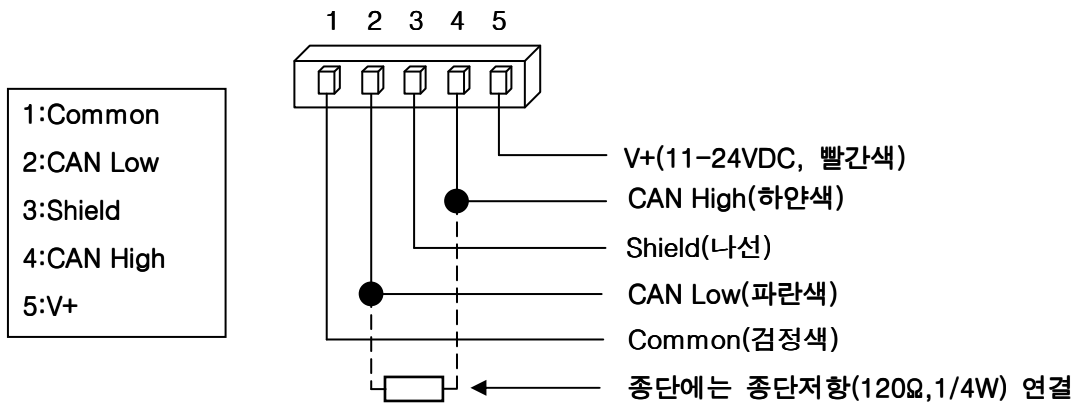 1 2 3 4 5
1:Common
2:CAN Low
3:Shield
4:CAN High
5:V+
V+(11-24VDC, 빨간색)
CAN High(하얀색)
Shield(나선)
CAN Low(파란색)
Common(검정색)
종단에는 종단저항(120Ω,1/4W) 연결